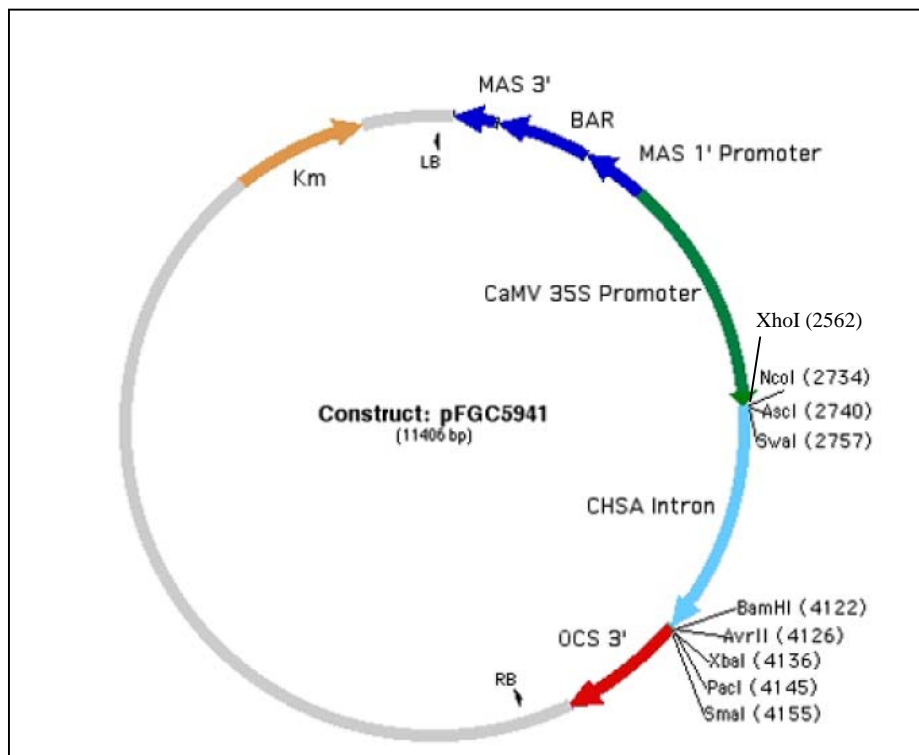 MAS 3'
BAR
MAS 1' Promoter
LB
Km
CaMV 35S Promoter
XhoI (2562)
NcoI (2734)
AscI (2740)
SwaI (2757)
Construct: pFGC5941
(11406 bp)
CHSA Intron
BamHI (4122)
AvrII (4126)
XbaI (4136)
PacI (4145)
SmaI (4155)
OCS 3'
RB